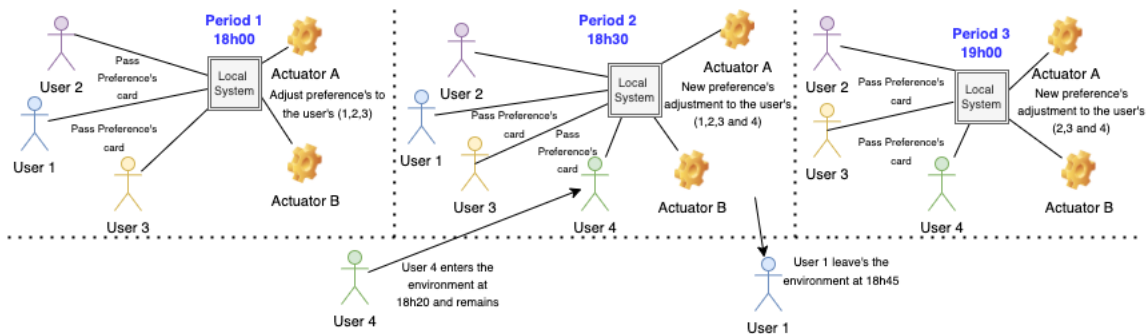 Period 1
18h00
User 2
Pass
Preference's
card
Local
System
Actuator A
Adjust preference's to
the user's (1,2,3)
Pass Preference's
card
User 1
User 3
Actuator B
Period 2
18h30
User 2
Local
System
Actuator A
New preference's
adjustment to the user's
(1,2,3 and 4)
Pass Preference's
card
Pass
Preference's
card
User 1
User 3
User 4
Actuator B
Period 3
19h00
User 2
Pass Preference's
card
Local
System
Actuator A
New preference's
adjustment to the user's
(2,3 and 4)
Pass Preference's
card
User 3
User 4
Actuator B
User 4 enters the
environment at
18h20 and remains
User 4
User 1 leave's the
environment at 18h45
User 1